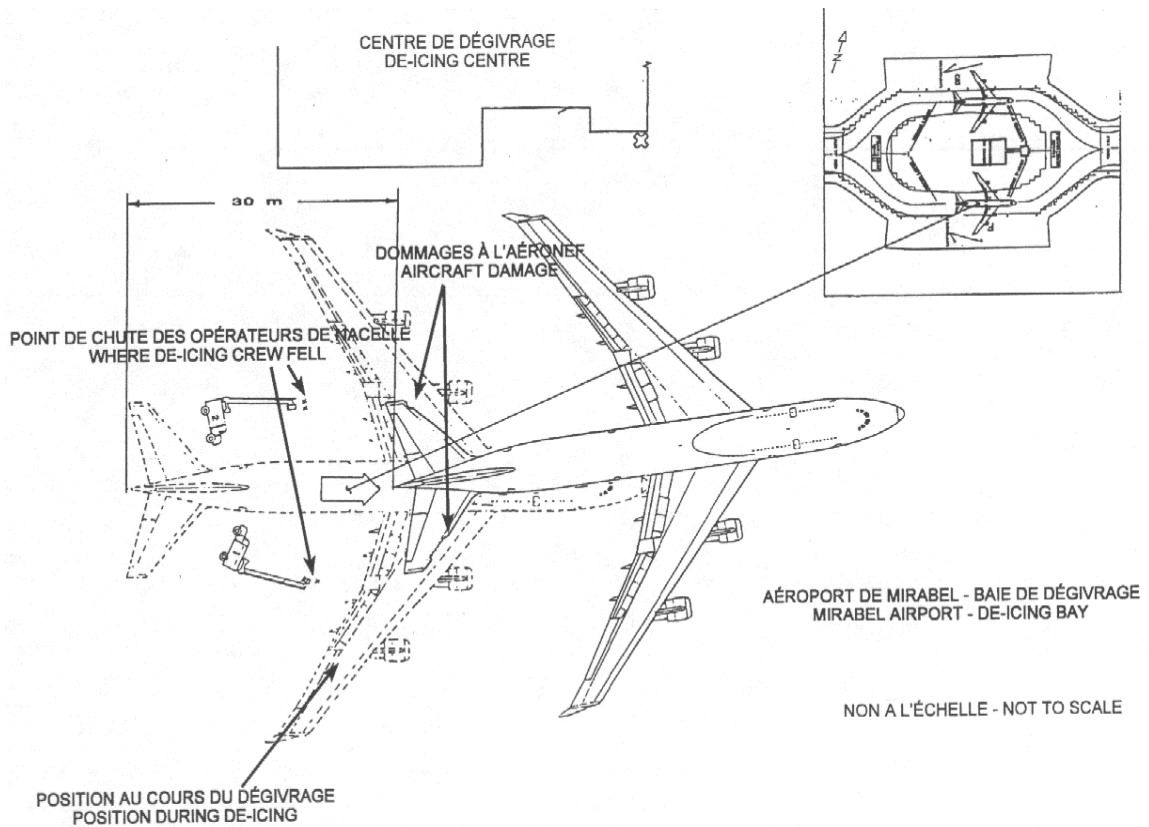 CENTRE DE DÉGIVRAGE
DE-ICING CENTRE
30 m
DOMMAGES À L'AÉRONEF
AIRCRAFT DAMAGE
POINT DE CHUTE DES OPÉRATEURS DE NACELLE
WHERE DE-ICING CREW FELL
2
AÉROPORT DE MIRABEL - BAIE DE DÉGIVRAGE
MIRABEL AIRPORT - DE-ICING BAY
NON A L'ÉCHELLE - NOT TO SCALE
POSITION AU COURS DU DÉGIVRAGE
POSITION DURING DE-ICING